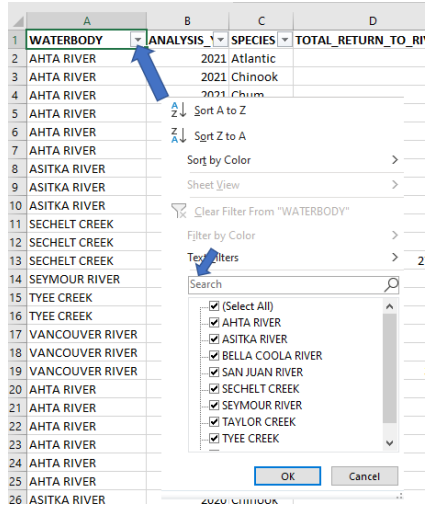 A B C D
1 WATERBODY ANALYSIS_Y SPECIES TOTAL_RETURN_TO_RI
2 AHTA RIVER 2021 Atlantic
3 AHTA RIVER 2021 Chinook
4 AHTA RIVER 2021 Chum
5 AHTA RIVER
6 AHTA RIVER
7 AHTA RIVER
8 ASITKA RIVER
9 ASITKA RIVER
10 ASITKA RIVER
11 SECHELT CREEK
12 SECHELT CREEK
13 SECHELT CREEK 2
14 SEYMOUR RIVER
15 TYEE CREEK
16 TYEE CREEK
17 VANCOUVER RIVER
18 VANCOUVER RIVER
19 VANCOUVER RIVER
20 AHTA RIVER
21 AHTA RIVER
22 AHTA RIVER
23 AHTA RIVER
24 AHTA RIVER
25 AHTA RIVER
26 ASITKA RIVER 2020 Chinook
Sort A to Z
Sort Z to A
Sort by Color
Sheet View
Clear Filter From "WATERBODY"
Filter by Color
Text Filters
Search
(Select All)
AHTA RIVER
ASITKA RIVER
BELLA COOLA RIVER
SAN JUAN RIVER
SECHELT CREEK
SEYMOUR RIVER
TAYLOR CREEK
TYEE CREEK
OK Cancel